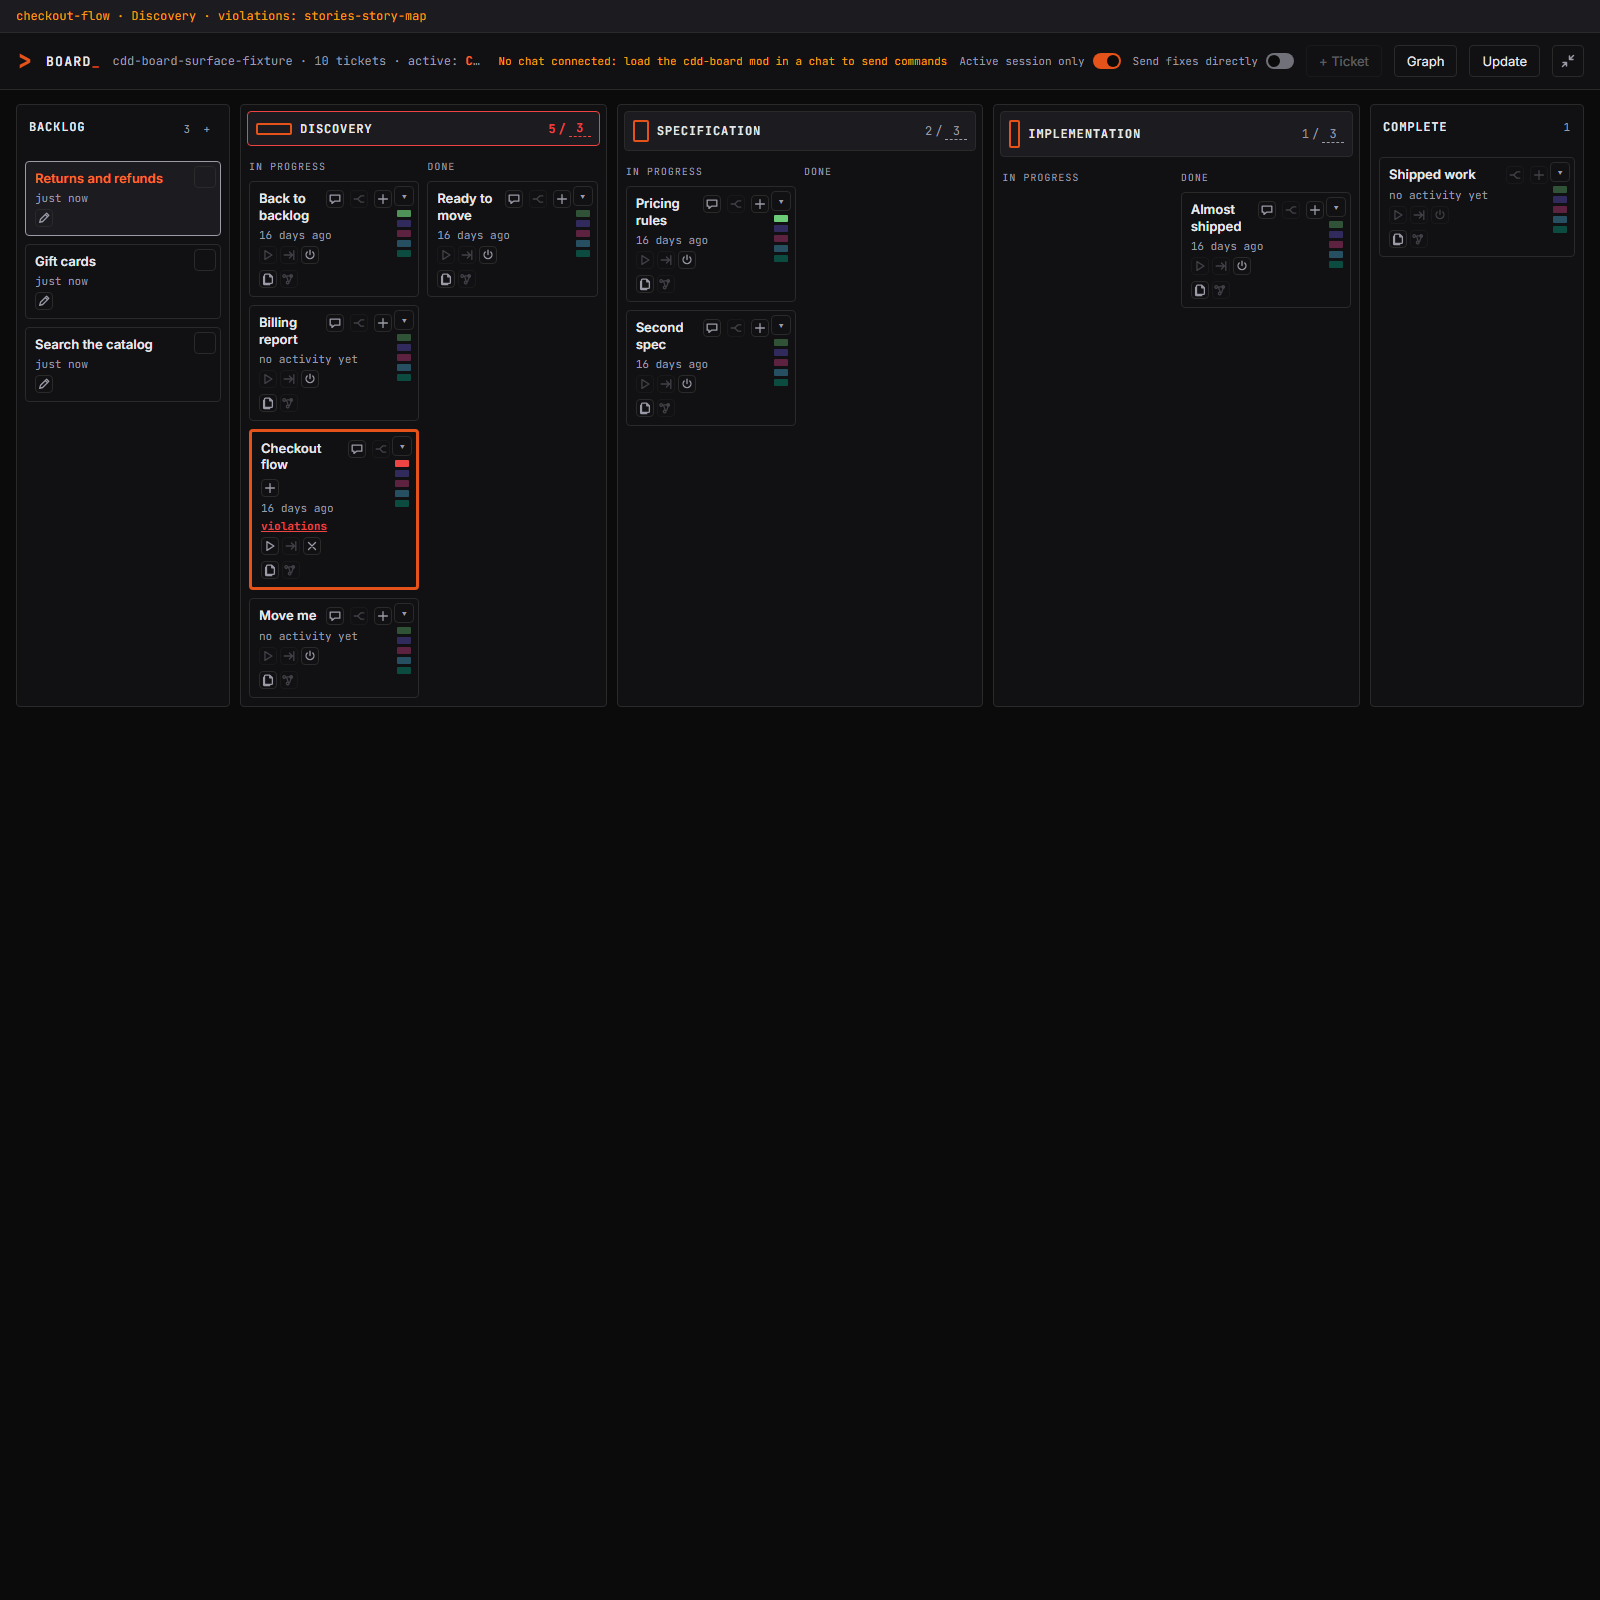 checkout-flow · Discovery · violations: stories-story-map
> BOARD_ cdd-board-surface-fixture · 10 tickets · active: C… No chat connected: load the cdd-board mod in a chat to send commands Active session only Send fixes directly + Ticket Graph Update
BACKLOG 3 +
Returns and refunds
just now
Gift cards
just now
Search the catalog
just now
DISCOVERY 5 / 3
IN PROGRESS
Back to
backlog
16 days ago
Billing
report
no activity yet
Checkout
flow
16 days ago
violations
Move me
no activity yet
DONE
Ready to
move
16 days ago
SPECIFICATION 2 / 3
IN PROGRESS
Pricing
rules
16 days ago
Second
spec
16 days ago
DONE
IMPLEMENTATION 1 / 3
IN PROGRESS
DONE
Almost
shipped
16 days ago
COMPLETE 1
Shipped work
no activity yet